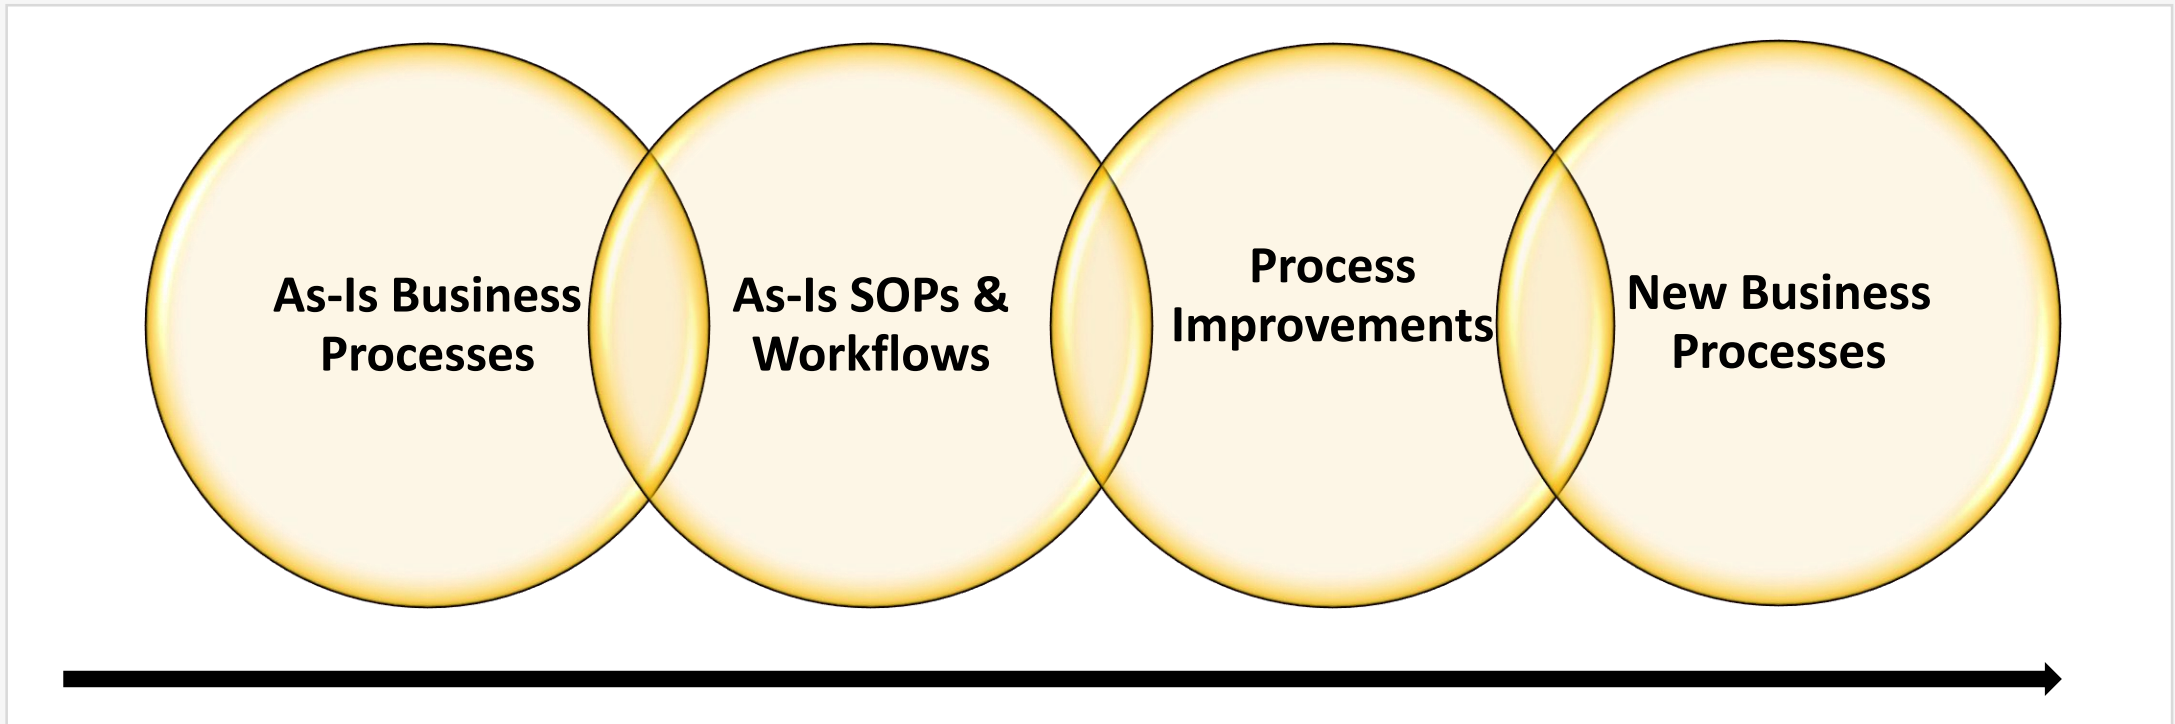 As-Is Business
Processes
As-Is SOPs &
Workflows
Process
Improvements
New Business
Processes